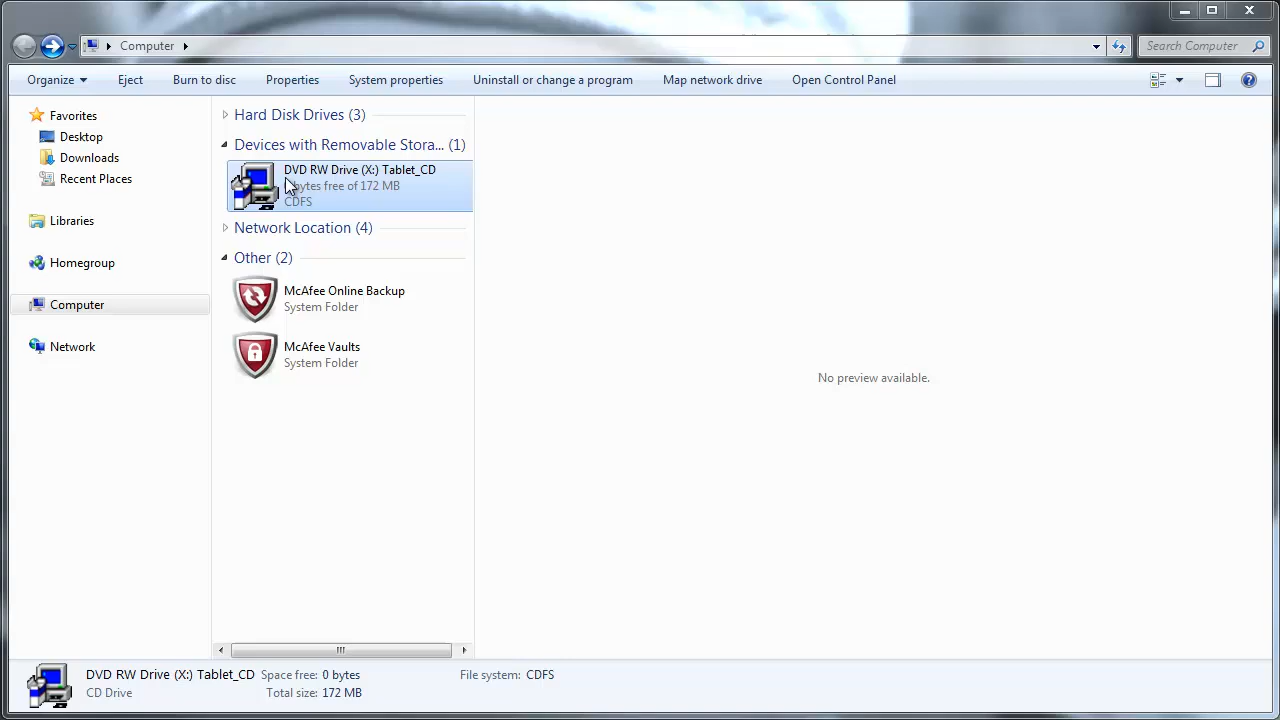 Computer
Search Computer
Organize Eject Burn to disc Properties System properties Uninstall or change a program Map network drive Open Control Panel
Favorites
Desktop
Downloads
Recent Places
Libraries
Homegroup
Computer
Network
Hard Disk Drives (3)
Devices with Removable Stora... (1)
DVD RW Drive (X:) Tablet_CD
bytes free of 172 MB
CDFS
Network Location (4)
Other (2)
McAfee Online Backup
System Folder
McAfee Vaults
System Folder
No preview available.
DVD RW Drive (X:) Tablet_CD Space free: 0 bytes File system: CDFS
CD Drive Total size: 172 MB